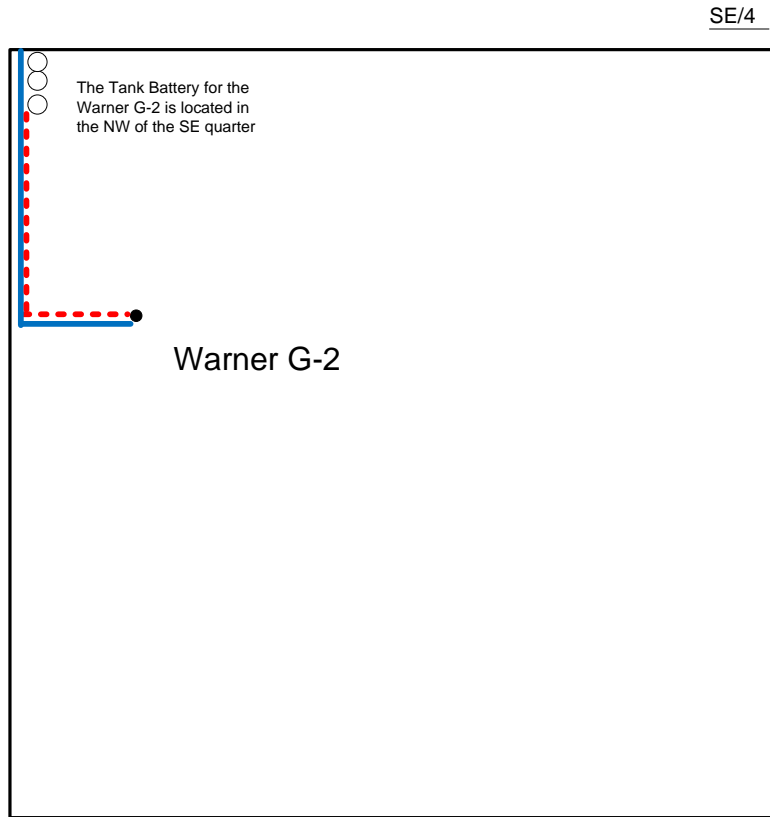 SE/4
The Tank Battery for the
Warner G-2 is located in
the NW of the SE quarter
Warner G-2